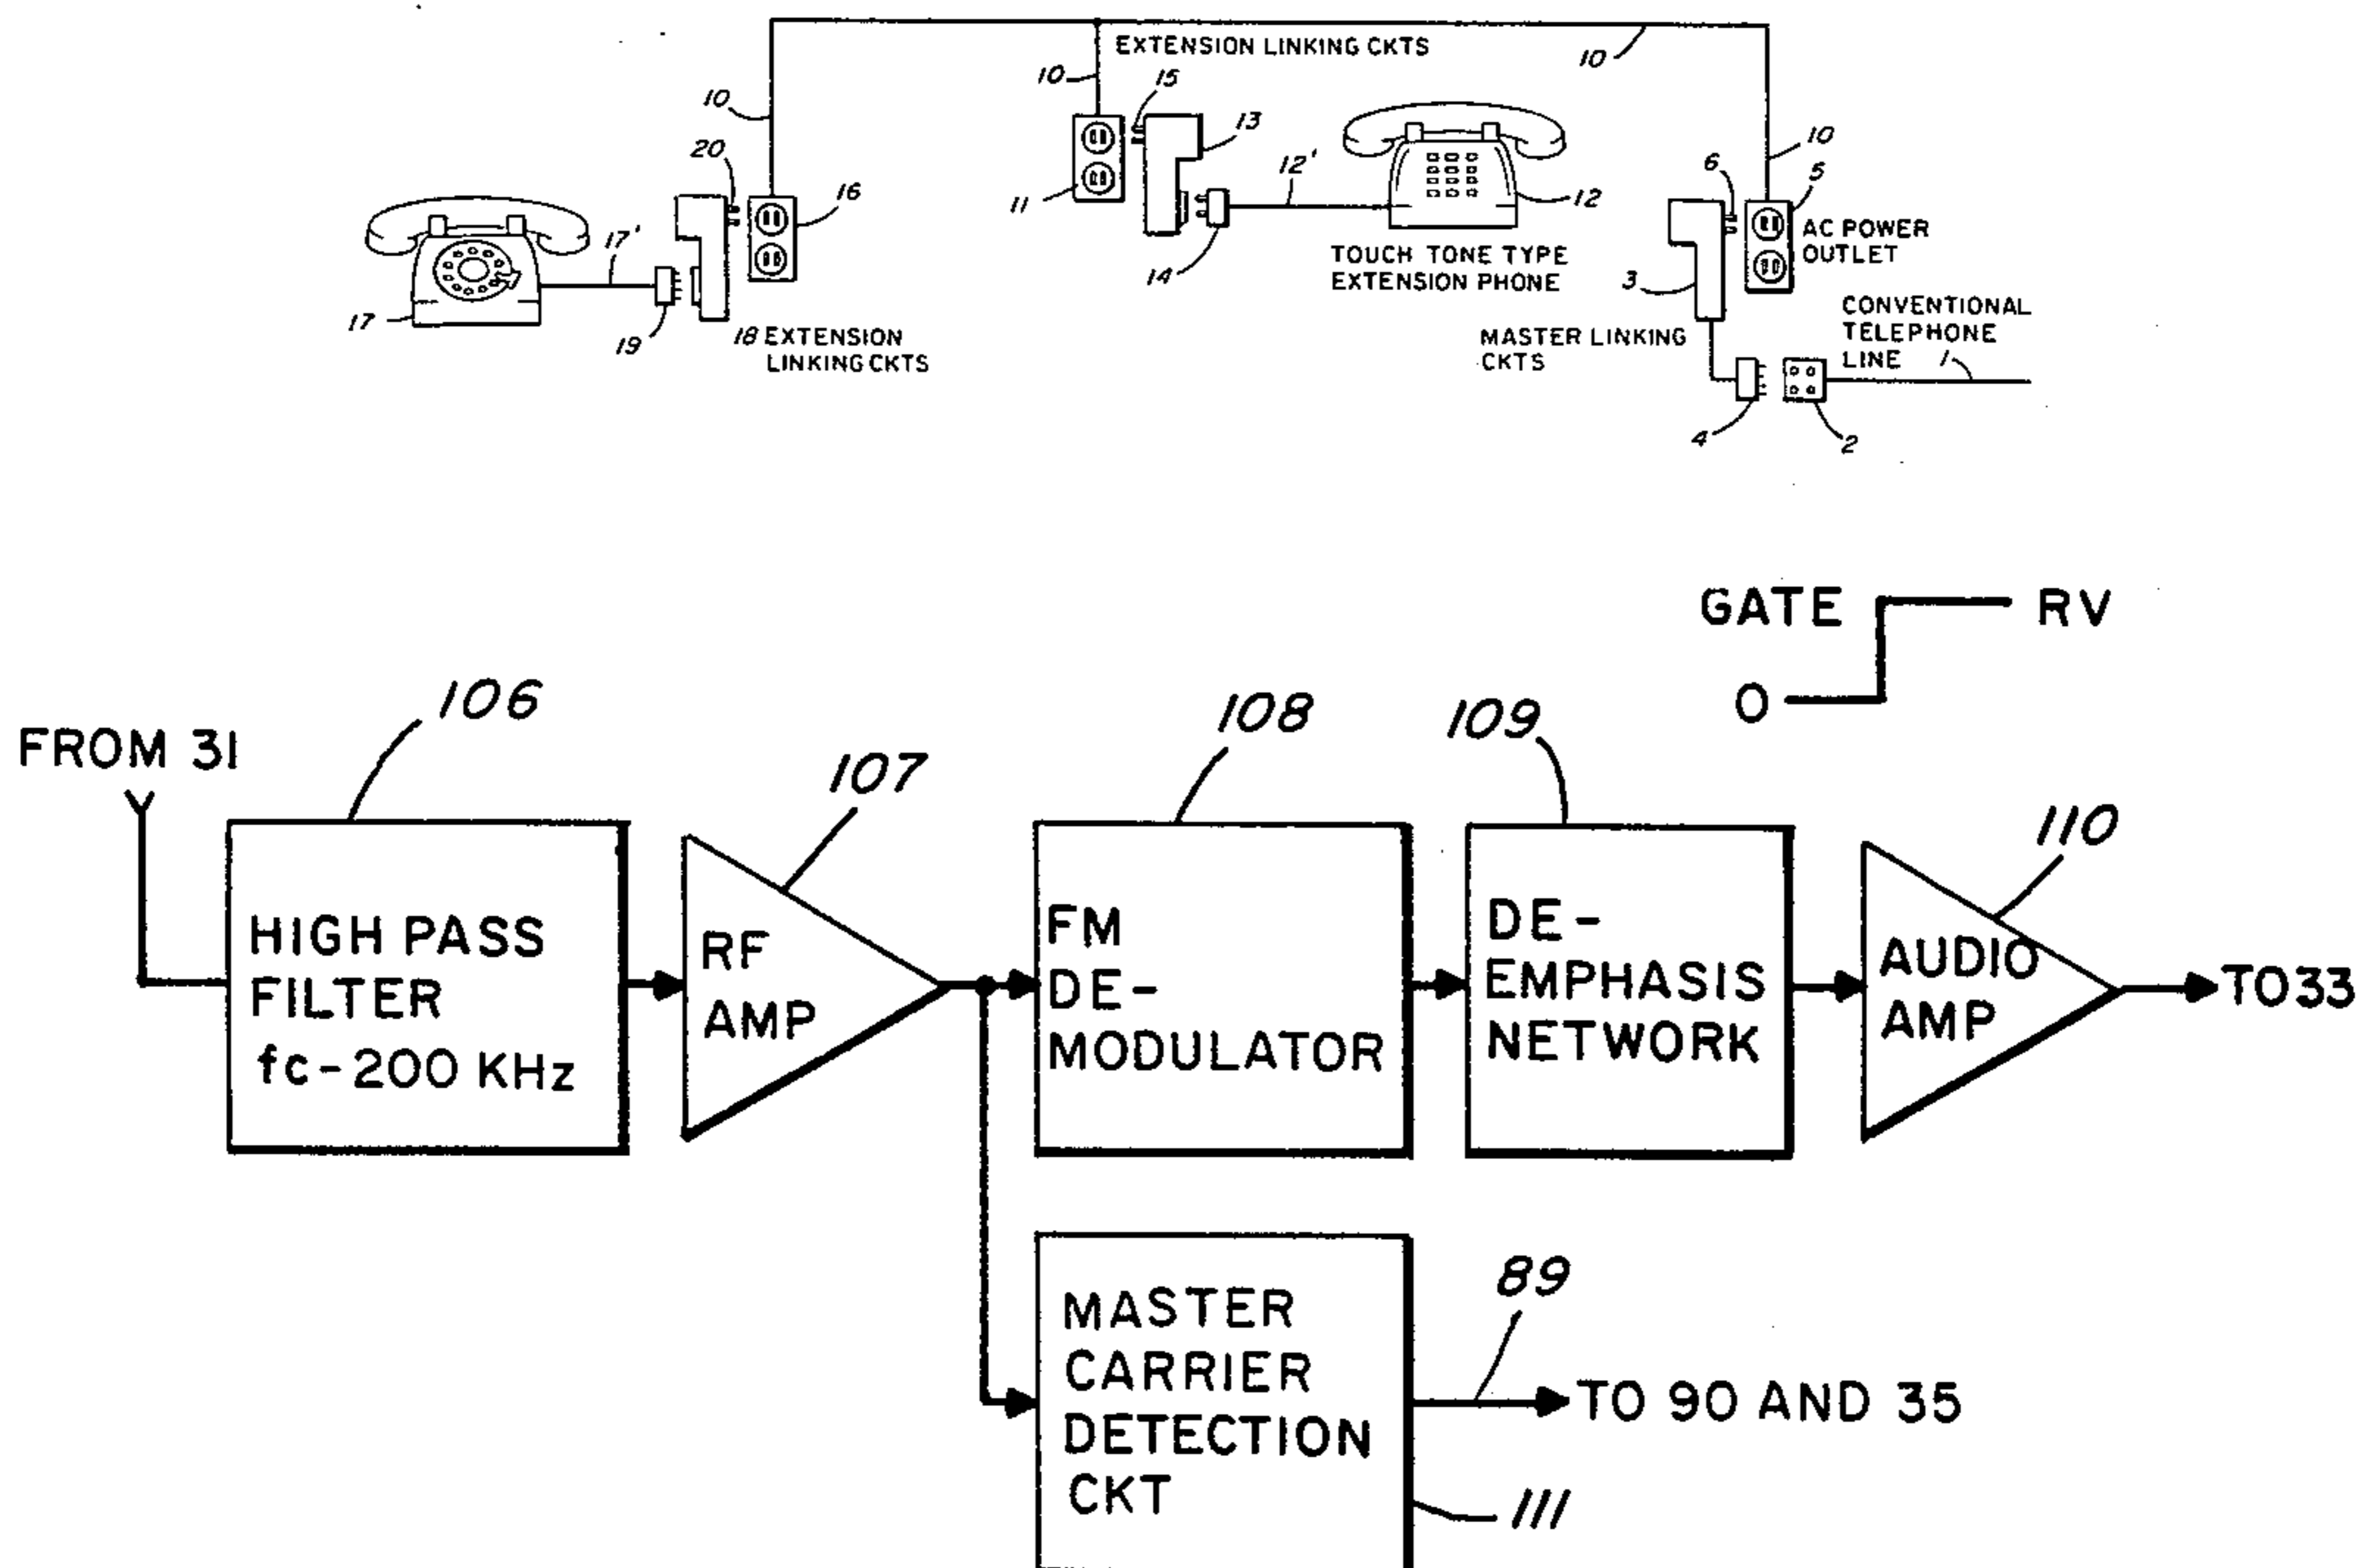 EXTENSION LINKING CKTS
10
10
10
15
13
10
20
16
11
12'
12
6
5
AC POWER
OUTLET
17'
14
TOUCH TONE TYPE
EXTENSION PHONE
3
17
19
18 EXTENSION
LINKING CKTS
MASTER LINKING
CKTS
CONVENTIONAL
TELEPHONE
LINE 1
4
2
GATE
RV
0
FROM 31
106
107
108
109
110
HIGH PASS
FILTER
fc-200 KHz
RF
AMP
FM
DE-
MODULATOR
DE-
EMPHASIS
NETWORK
AUDIO
AMP
TO 33
MASTER
CARRIER
DETECTION
CKT
89
TO 90 AND 35
111